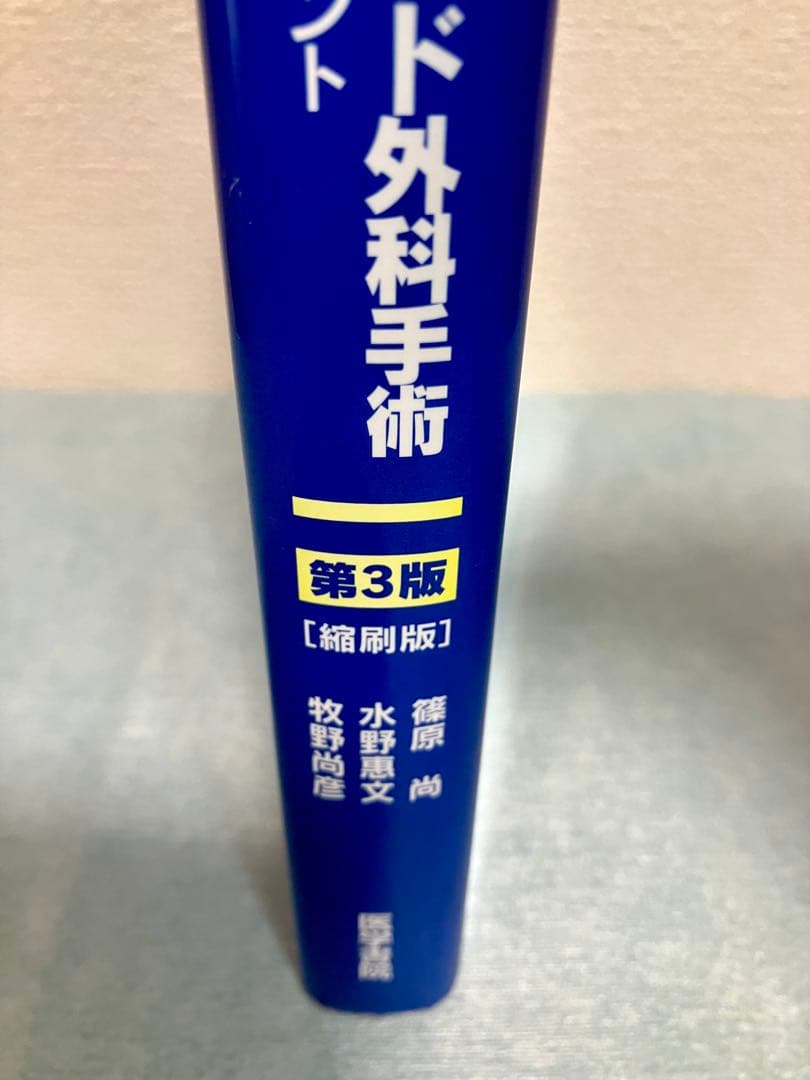 ド外科手術
ント
第3版
[縮刷版]
篠原 尚
水野惠文
牧野尚彦
医学書院